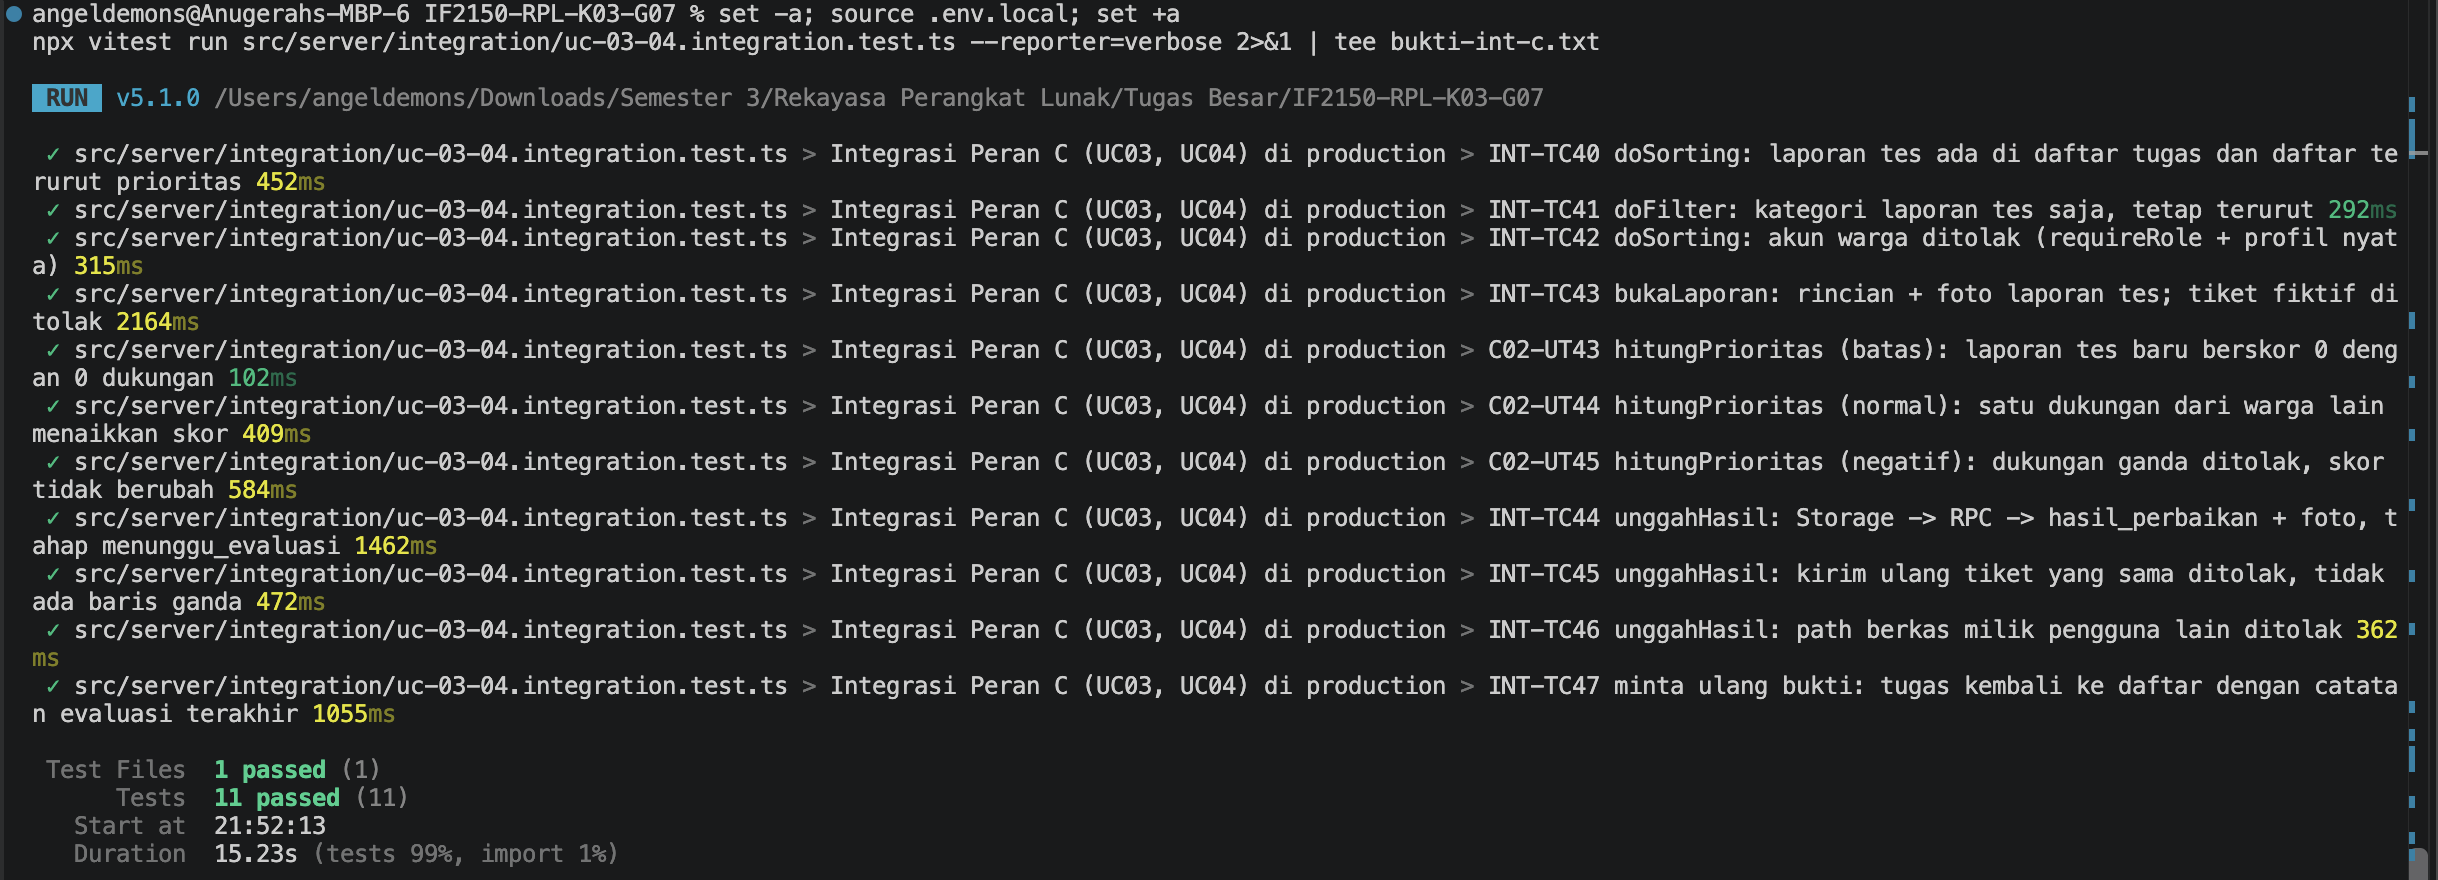 angeldemons@Anugerahs-MBP-6 IF2150-RPL-K03-G07 % set -a; source .env.local; set +a
npx vitest run src/server/integration/uc-03-04.integration.test.ts --reporter=verbose 2>&1 | tee bukti-int-c.txt
RUN v5.1.0 /Users/angeldemons/Downloads/Semester 3/Rekayasa Perangkat Lunak/Tugas Besar/IF2150-RPL-K03-G07
✓ src/server/integration/uc-03-04.integration.test.ts > Integrasi Peran C (UC03, UC04) di production > INT-TC40 doSorting: laporan tes ada di daftar tugas dan daftar te
rurut prioritas 452ms
✓ src/server/integration/uc-03-04.integration.test.ts > Integrasi Peran C (UC03, UC04) di production > INT-TC41 doFilter: kategori laporan tes saja, tetap terurut 292ms
✓ src/server/integration/uc-03-04.integration.test.ts > Integrasi Peran C (UC03, UC04) di production > INT-TC42 doSorting: akun warga ditolak (requireRole + profil nyat
a) 315ms
✓ src/server/integration/uc-03-04.integration.test.ts > Integrasi Peran C (UC03, UC04) di production > INT-TC43 bukaLaporan: rincian + foto laporan tes; tiket fiktif di
tolak 2164ms
✓ src/server/integration/uc-03-04.integration.test.ts > Integrasi Peran C (UC03, UC04) di production > C02-UT43 hitungPrioritas (batas): laporan tes baru berskor 0 deng
an 0 dukungan 102ms
✓ src/server/integration/uc-03-04.integration.test.ts > Integrasi Peran C (UC03, UC04) di production > C02-UT44 hitungPrioritas (normal): satu dukungan dari warga lain
menaikkan skor 409ms
✓ src/server/integration/uc-03-04.integration.test.ts > Integrasi Peran C (UC03, UC04) di production > C02-UT45 hitungPrioritas (negatif): dukungan ganda ditolak, skor
tidak berubah 584ms
✓ src/server/integration/uc-03-04.integration.test.ts > Integrasi Peran C (UC03, UC04) di production > INT-TC44 unggahHasil: Storage -> RPC -> hasil_perbaikan + foto, t
ahap menunggu_evaluasi 1462ms
✓ src/server/integration/uc-03-04.integration.test.ts > Integrasi Peran C (UC03, UC04) di production > INT-TC45 unggahHasil: kirim ulang tiket yang sama ditolak, tidak
ada baris ganda 472ms
✓ src/server/integration/uc-03-04.integration.test.ts > Integrasi Peran C (UC03, UC04) di production > INT-TC46 unggahHasil: path berkas milik pengguna lain ditolak 362
ms
✓ src/server/integration/uc-03-04.integration.test.ts > Integrasi Peran C (UC03, UC04) di production > INT-TC47 minta ulang bukti: tugas kembali ke daftar dengan catata
n evaluasi terakhir 1055ms
Test Files 1 passed (1)
Tests 11 passed (11)
Start at 21:52:13
Duration 15.23s (tests 99%, import 1%)